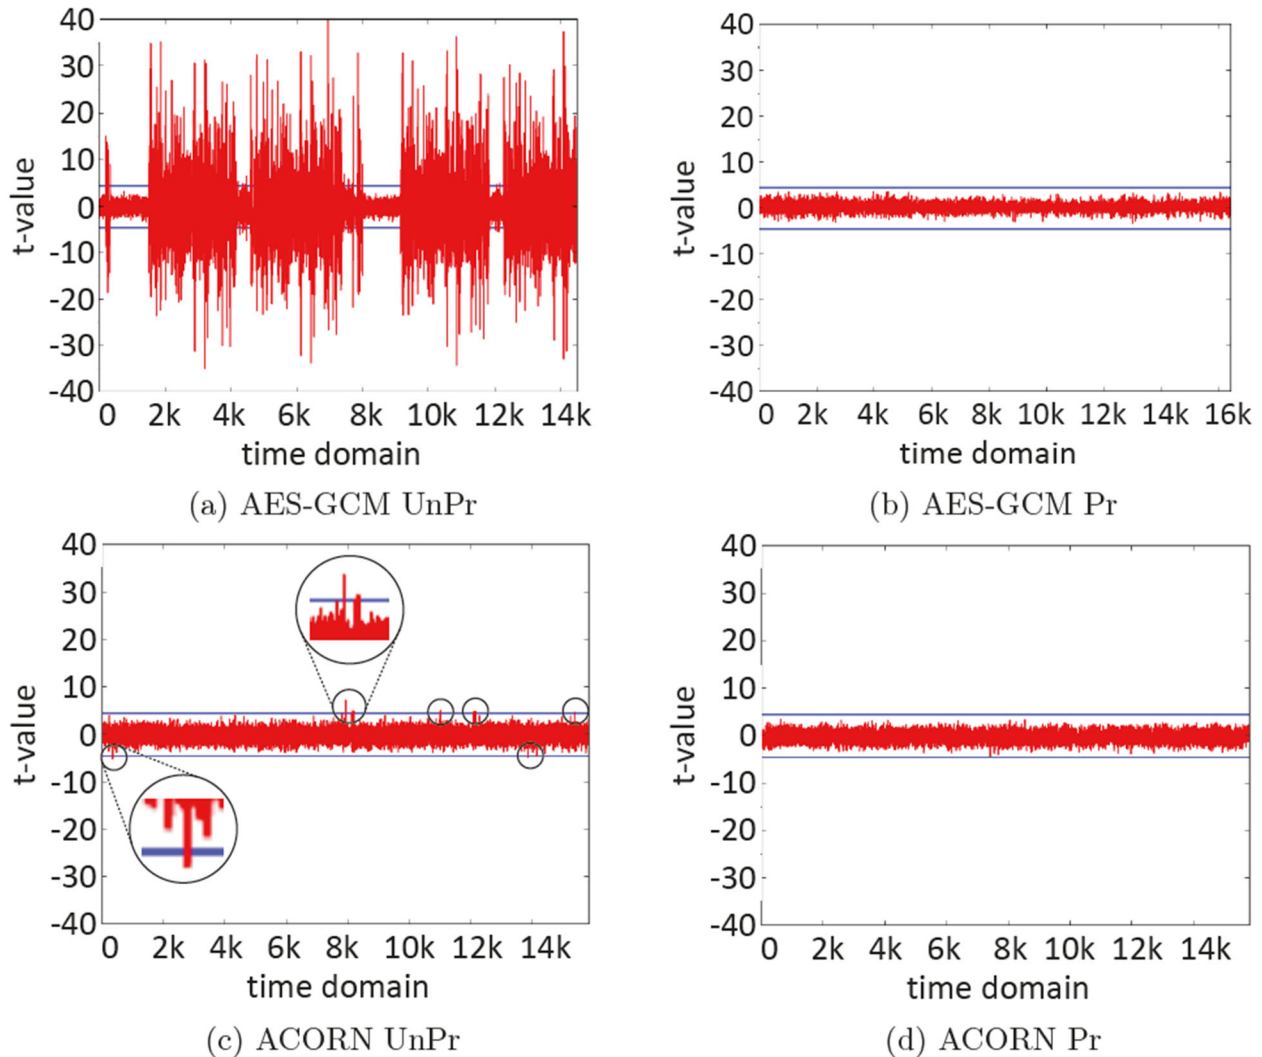 40
30
20
10
0
-10
-20
-30
-40
t-value
0 2k 4k 6k 8k 10k 12k 14k
time domain
(a) AES-GCM UnPr
40
30
20
10
0
-10
-20
-30
-40
t-value
0 2k 4k 6k 8k 10k 12k 14k 16k
time domain
(b) AES-GCM Pr
40
30
20
10
0
-10
-20
-30
-40
t-value
0 2k 4k 6k 8k 10k 12k 14k
time domain
(c) ACORN UnPr
40
30
20
10
0
-10
-20
-30
-40
t-value
0 2k 4k 6k 8k 10k 12k 14k
time domain
(d) ACORN Pr